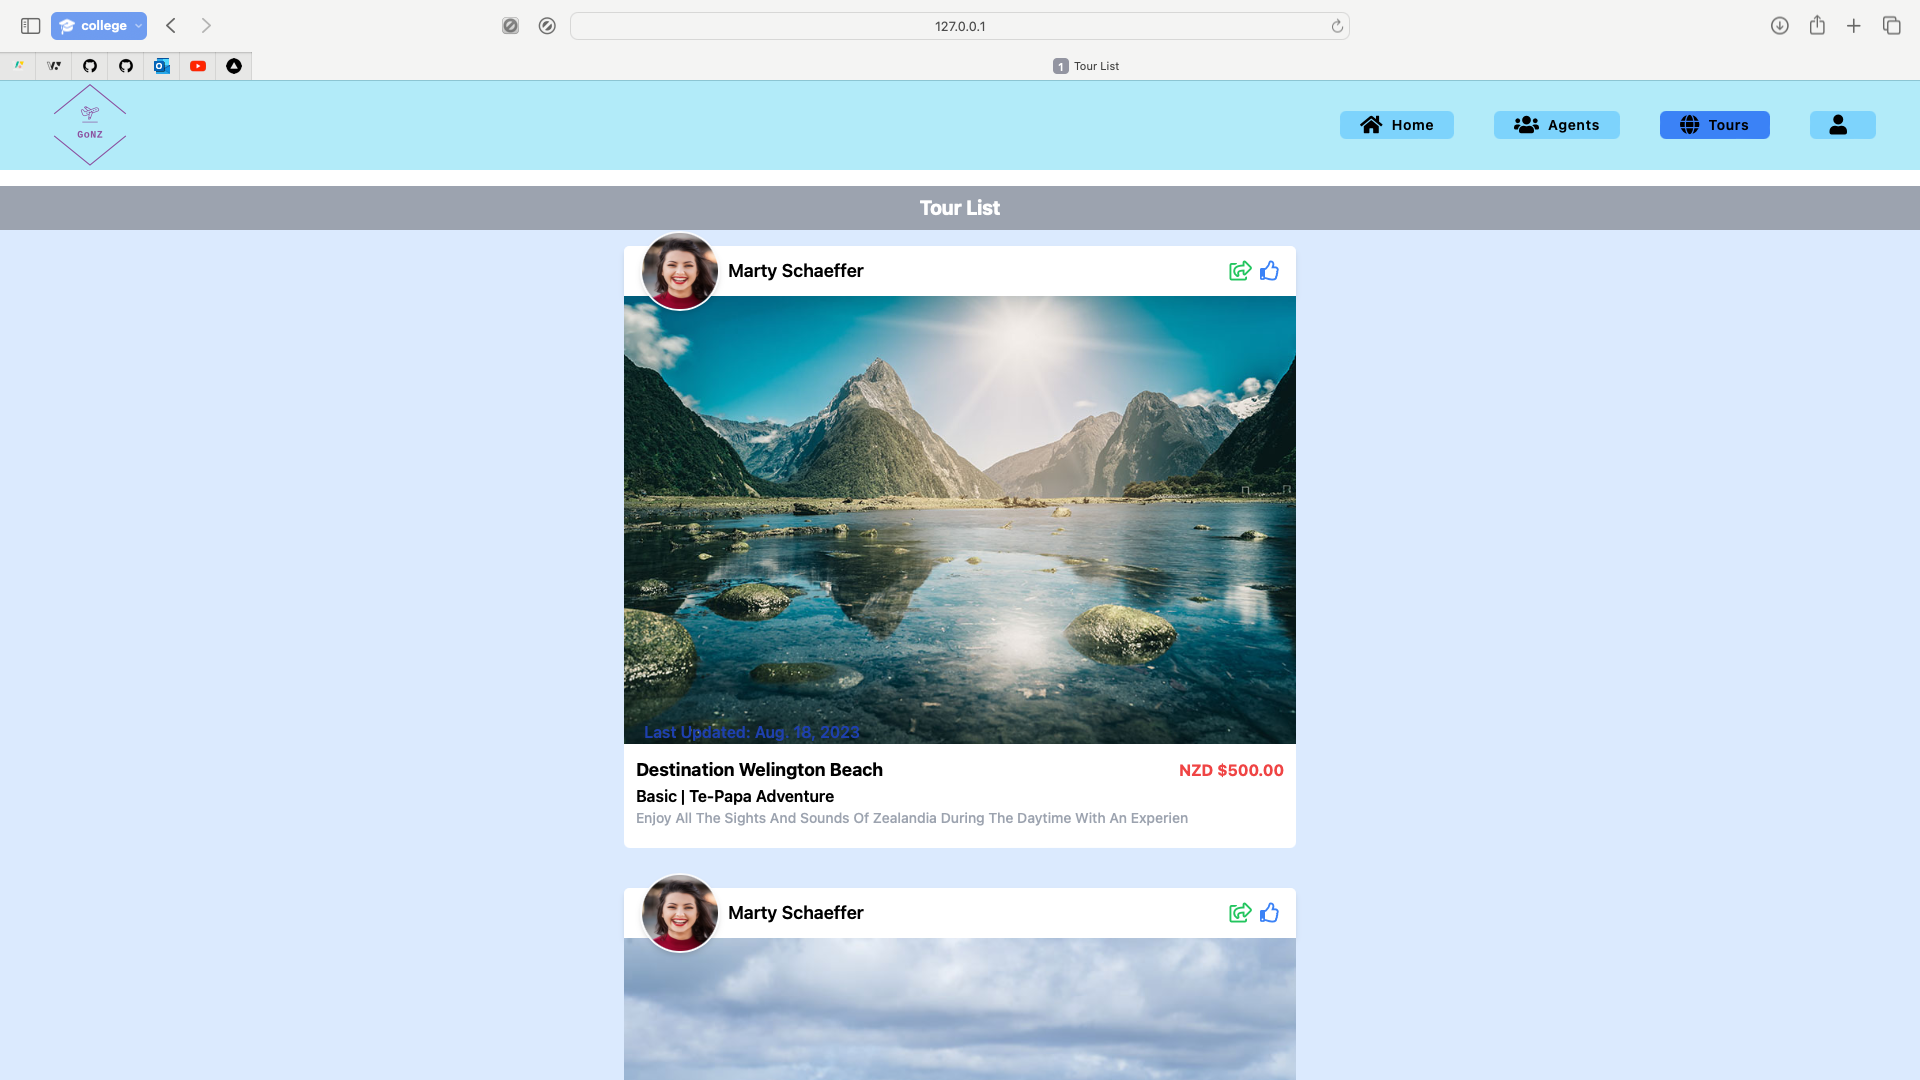 college
127.0.0.1
1 Tour List
GoNZ
Home
Agents
Tours
Tour List
Marty Schaeffer
Last Updated: Aug. 18, 2023
Destination Welington Beach
NZD $500.00
Basic | Te-Papa Adventure
Enjoy All The Sights And Sounds Of Zealandia During The Daytime With An Experien
Marty Schaeffer